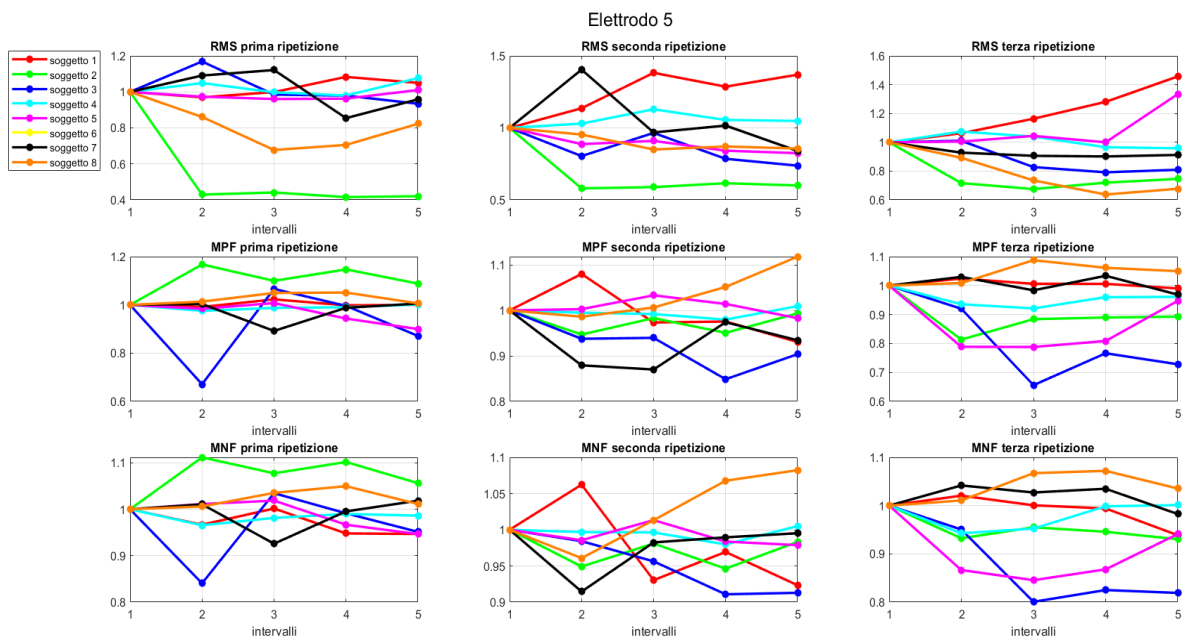 Elettrodo 5
soggetto 1
soggetto 2
soggetto 3
soggetto 4
soggetto 5
soggetto 6
soggetto 7
soggetto 8
RMS prima ripetizione
1.2
1
0.8
0.6
0.4
1 2 3 4 5
intervalli
RMS seconda ripetizione
1.5
1
0.5
1 2 3 4 5
intervalli
RMS terza ripetizione
1.6
1.4
1.2
1
0.8
0.6
1 2 3 4 5
intervalli
MPF prima ripetizione
1.2
1
0.8
0.6
1 2 3 4 5
intervalli
MPF seconda ripetizione
1.1
1
0.9
0.8
1 2 3 4 5
intervalli
MPF terza ripetizione
1.1
1
0.9
0.8
0.7
0.6
1 2 3 4 5
intervalli
MNF prima ripetizione
1.1
1
0.9
0.8
1 2 3 4 5
intervalli
MNF seconda ripetizione
1.1
1.05
1
0.95
0.9
1 2 3 4 5
intervalli
MNF terza ripetizione
1.1
1
0.9
0.8
1 2 3 4 5
intervalli